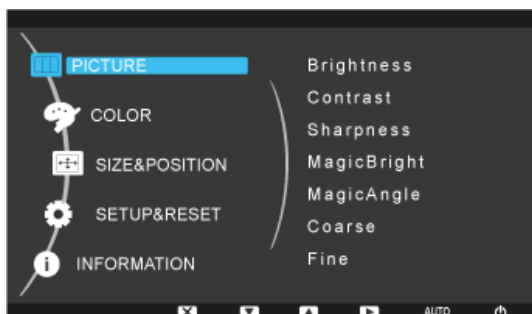 PICTURE
COLOR
SIZE&POSITION
SETUP&RESET
INFORMATION
Brightness
Contrast
Sharpness
MagicBright
MagicAngle
Coarse
Fine
AUTO